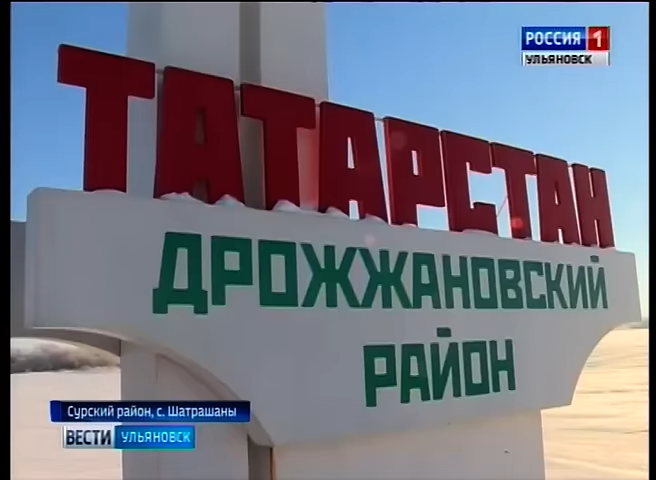 РОССИЯ 1
УЛЬЯНОВСК
ТАТАРСТАН
ДРОЖЖАНОВСКИЙ
РАЙОН
Сурский район, с. Шатрашаны
ВЕСТИ УЛЬЯНОВСК